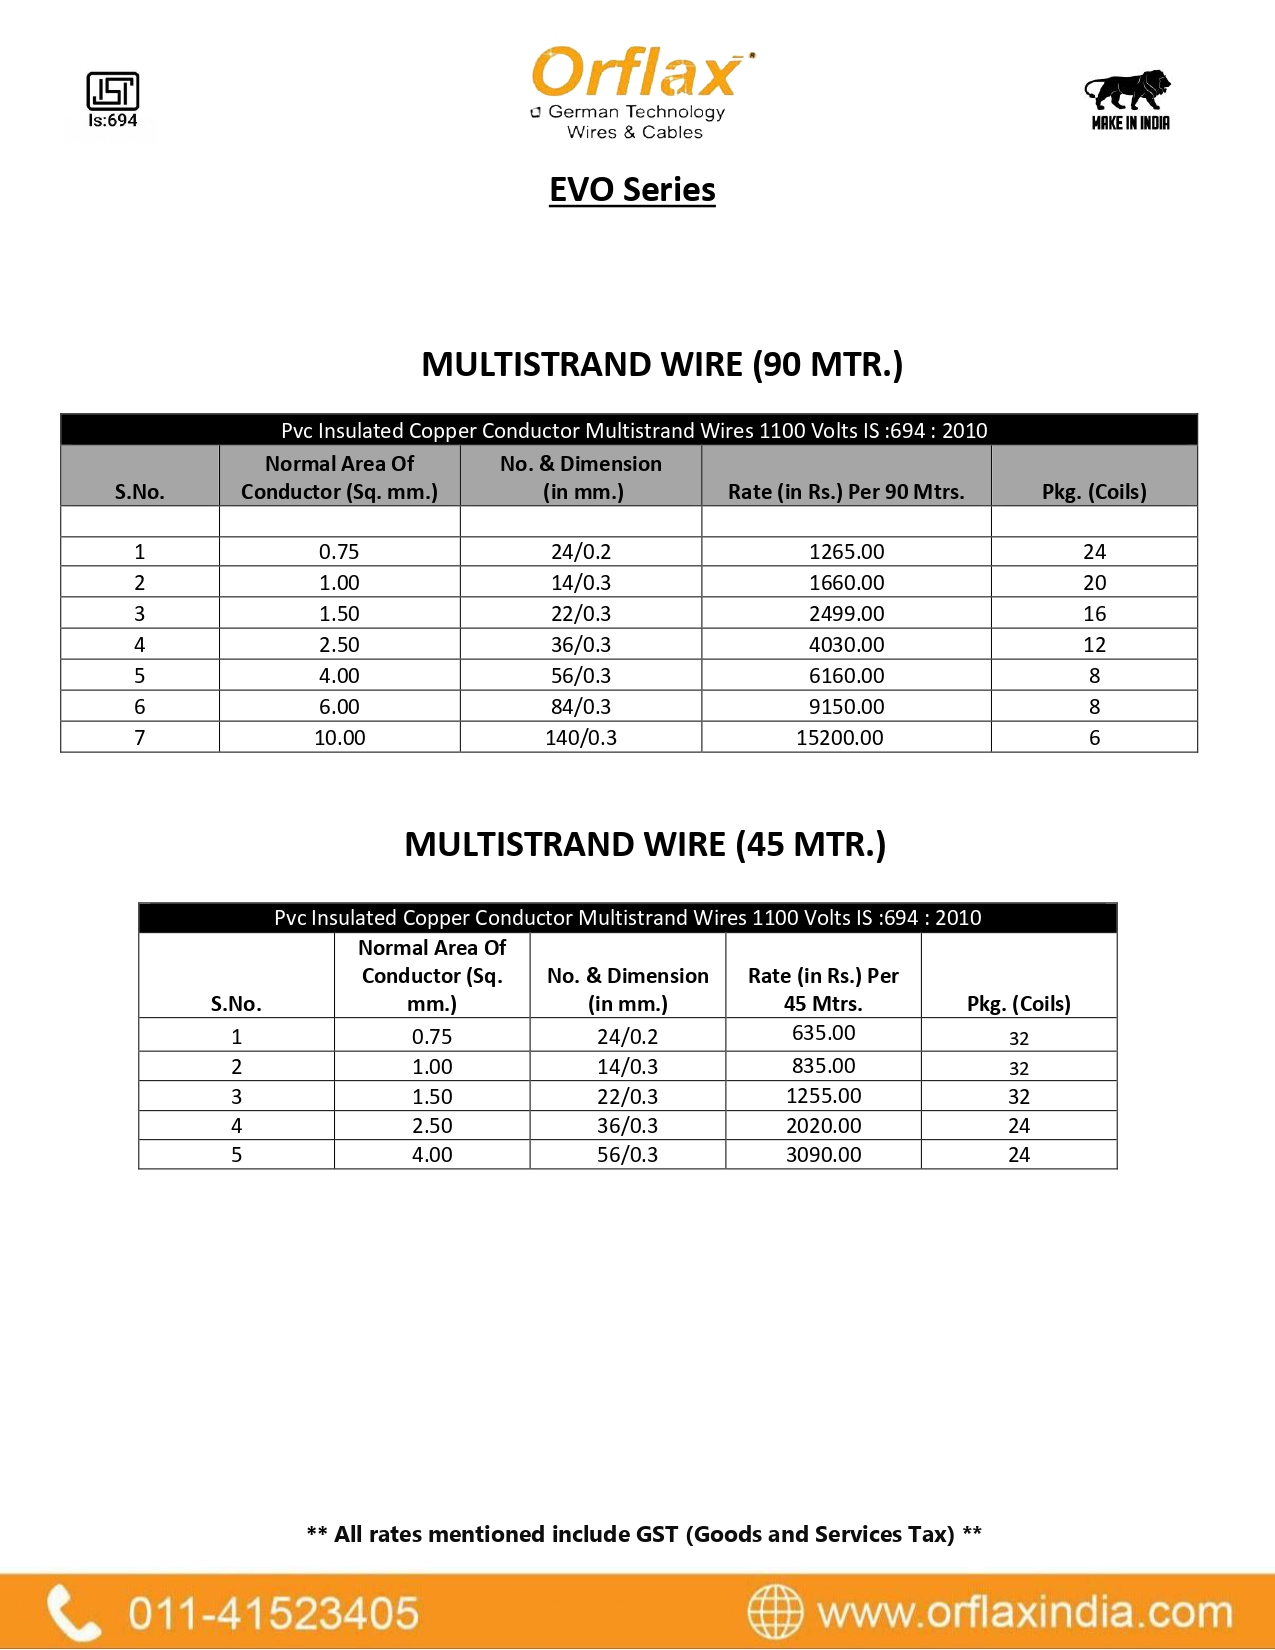 Orflax
German Technology
Wires & Cables
Is:694
MAKE IN INDIA
EVO Series
MULTISTRAND WIRE (90 MTR.)
Pvc Insulated Copper Conductor Multistrand Wires 1100 Volts IS :694 : 2010
S.No. Normal Area Of Conductor (Sq. mm.) No. & Dimension (in mm.) Rate (in Rs.) Per 90 Mtrs. Pkg. (Coils)
1 0.75 24/0.2 1265.00 24
2 1.00 14/0.3 1660.00 20
3 1.50 22/0.3 2499.00 16
4 2.50 36/0.3 4030.00 12
5 4.00 56/0.3 6160.00 8
6 6.00 84/0.3 9150.00 8
7 10.00 140/0.3 15200.00 6
MULTISTRAND WIRE (45 MTR.)
Pvc Insulated Copper Conductor Multistrand Wires 1100 Volts IS :694 : 2010
S.No. Normal Area Of Conductor (Sq. mm.) No. & Dimension (in mm.) Rate (in Rs.) Per 45 Mtrs. Pkg. (Coils)
1 0.75 24/0.2 635.00 32
2 1.00 14/0.3 835.00 32
3 1.50 22/0.3 1255.00 32
4 2.50 36/0.3 2020.00 24
5 4.00 56/0.3 3090.00 24
** All rates mentioned include GST (Goods and Services Tax) **
011-41523405
www.orflaxindia.com